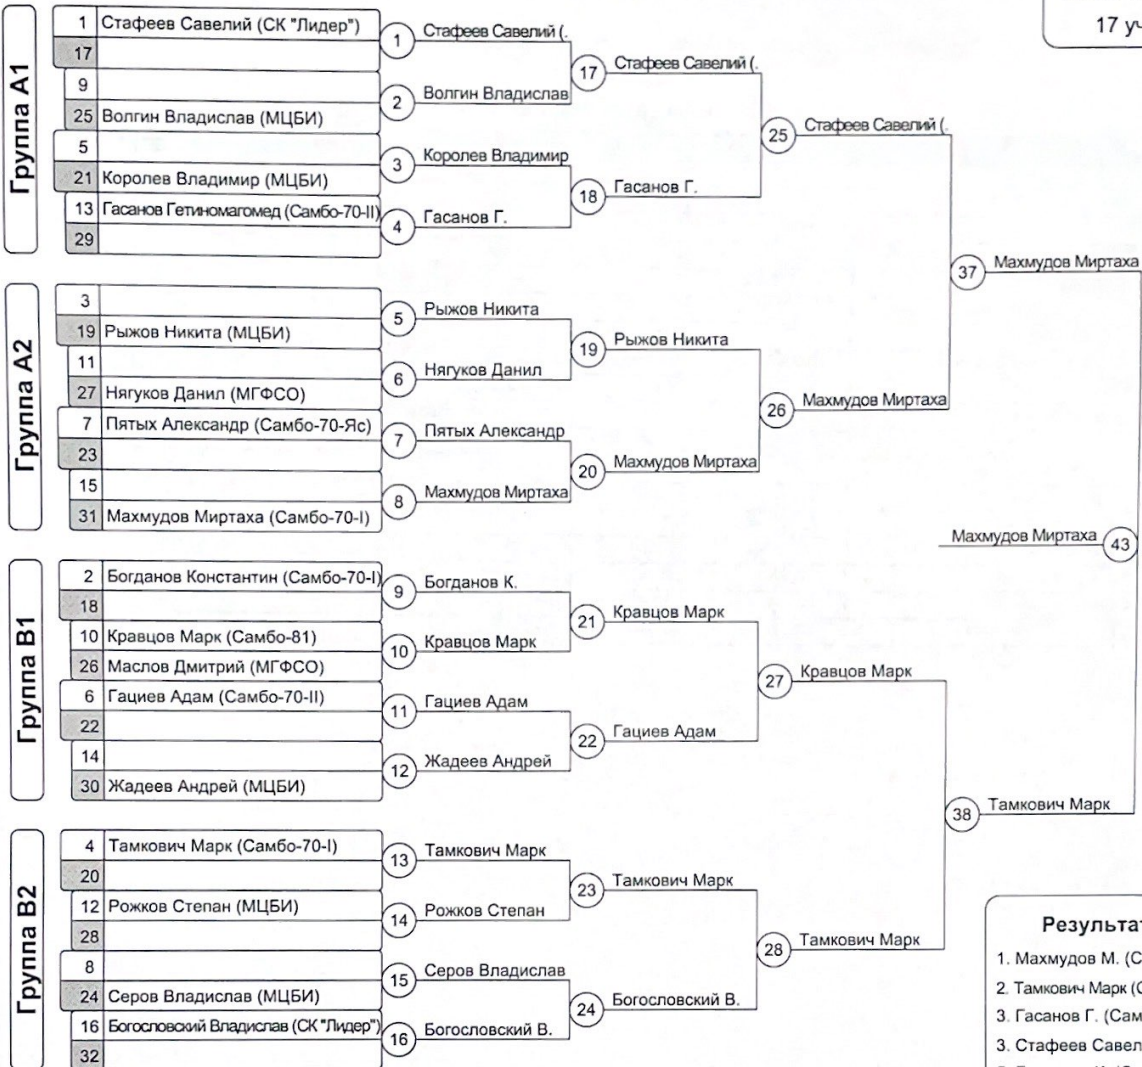 17 уч
Группа A1
1 Стафеев Савелий (СК "Лидер")
17
9
25 Волгин Владислав (МЦБИ)
5
21 Королев Владимир (МЦБИ)
13 Гасанов Гетиномагомед (Самбо-70-II)
29
1 Стафеев Савелий (.
2 Волгин Владислав
3 Королев Владимир
4 Гасанов Г.
17 Стафеев Савелий (.
18 Гасанов Г.
25 Стафеев Савелий (.
Группа A2
3
19 Рыжов Никита (МЦБИ)
11
27 Нягуков Данил (МГФСО)
7 Пятых Александр (Самбо-70-Яс)
23
15
31 Махмудов Миртаха (Самбо-70-I)
5 Рыжов Никита
6 Нягуков Данил
7 Пятых Александр
8 Махмудов Миртаха
19 Рыжов Никита
20 Махмудов Миртаха
26 Махмудов Миртаха
37 Махмудов Миртаха
Махмудов Миртаха 43
Группа B1
2 Богданов Константин (Самбо-70-I)
18
10 Кравцов Марк (Самбо-81)
26 Маслов Дмитрий (МГФСО)
6 Гациев Адам (Самбо-70-II)
22
14
30 Жадеев Андрей (МЦБИ)
9 Богданов К.
10 Кравцов Марк
11 Гациев Адам
12 Жадеев Андрей
21 Кравцов Марк
22 Гациев Адам
27 Кравцов Марк
Группа B2
4 Тамкович Марк (Самбо-70-I)
20
12 Рожков Степан (МЦБИ)
28
8
24 Серов Владислав (МЦБИ)
16 Богословский Владислав (СК "Лидер")
32
13 Тамкович Марк
14 Рожков Степан
15 Серов Владислав
16 Богословский В.
23 Тамкович Марк
24 Богословский В.
28 Тамкович Марк
38 Тамкович Марк
Результат
1. Махмудов М. (С
2. Тамкович Марк (С
3. Гасанов Г. (Сам
3. Стафеев Савел